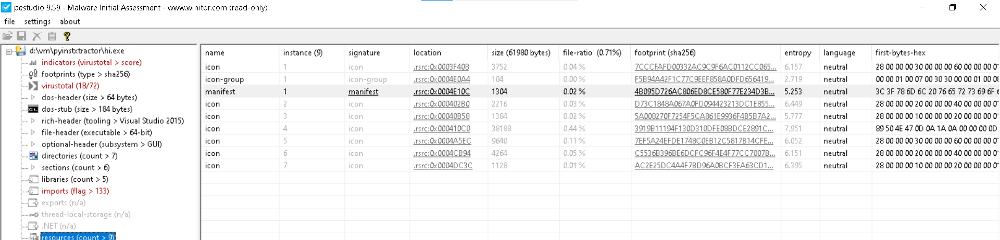 pestudio 9.59 - Malware Initial Assessment - www.winitor.com (read-only)
file settings about
d:\vm\pyinstxtractor\hi.exe
indicators (virustotal > score)
footprints (type > sha256)
virustotal (18/72)
dos-header (size > 64 bytes)
dos-stub (size > 184 bytes)
rich-header (tooling > Visual Studio 2015)
file-header (executable > 64-bit)
optional-header (subsystem > GUI)
directories (count > 7)
sections (count > 6)
libraries (count > 5)
imports (flag > 133)
exports (n/a)
thread-local-storage (n/a)
.NET (n/a)
resources (count > 9)
name instance (9) signature location size (61980 bytes) file-ratio (0.71%) footprint (sha256) entropy language first-bytes-hex
icon 1 icon .rsrc:0x0003F408 3752 0.04 % 7CCCFAFD00332AC9C9F6AC0112CC065... 6.157 neutral 28 00 00 00 30 00 00 00 60 00 00 00 0
icon-group 1 icon-group .rsrc:0x0004E0A4 104 0.00 % F5B94A42F1C77C9EEF858A0DFD656419... 2.719 neutral 00 00 01 00 07 00 30 30 00 00 01 00 0
manifest 1 manifest .rsrc:0x0004E10C 1304 0.02 % 4B095D726AC806ED8CE580F77E234D3B... 5.253 neutral 3C 3F 78 6D 6C 20 76 65 72 73 69 6F 6
icon 2 icon .rsrc:0x000402B0 2216 0.03 % D73C1848A067A0FD094423213DC1E855... 6.449 neutral 28 00 00 00 20 00 00 00 40 00 00 00 0
icon 3 icon .rsrc:0x00040B58 1384 0.02 % 5A008270F7254F5CA861E9936F4B5B7A2... 5.777 neutral 28 00 00 00 10 00 00 00 20 00 00 00 0
icon 4 icon .rsrc:0x000410C0 38188 0.44 % 3919B11194F130D310DFE08BDCE2891C... 7.951 neutral 89 50 4E 47 0D 0A 1A 0A 00 00 00 0D
icon 5 icon .rsrc:0x0004A5EC 9640 0.11 % 7EF5A24EFDE1748C0EB12C5817B14CFE... 6.052 neutral 28 00 00 00 30 00 00 00 60 00 00 00 0
icon 6 icon .rsrc:0x0004CB94 4264 0.05 % C5536B396BE6DCFC96F4E4F77CC7007B... 6.151 neutral 28 00 00 00 20 00 00 00 40 00 00 00 0
icon 7 icon .rsrc:0x0004DC3C 1128 0.01 % AC2E25DC4A4F7BD96A0BCF3EA63CD1... 6.395 neutral 28 00 00 00 10 00 00 00 20 00 00 00 0